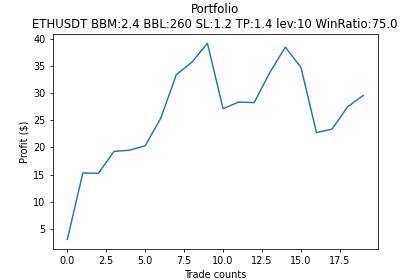 Portfolio
ETHUSDT BBM:2.4 BBL:260 SL:1.2 TP:1.4 lev:10 WinRatio:75.0
40
35
30
25
20
15
10
5
Profit ($)
0.0 2.5 5.0 7.5 10.0 12.5 15.0 17.5
Trade counts